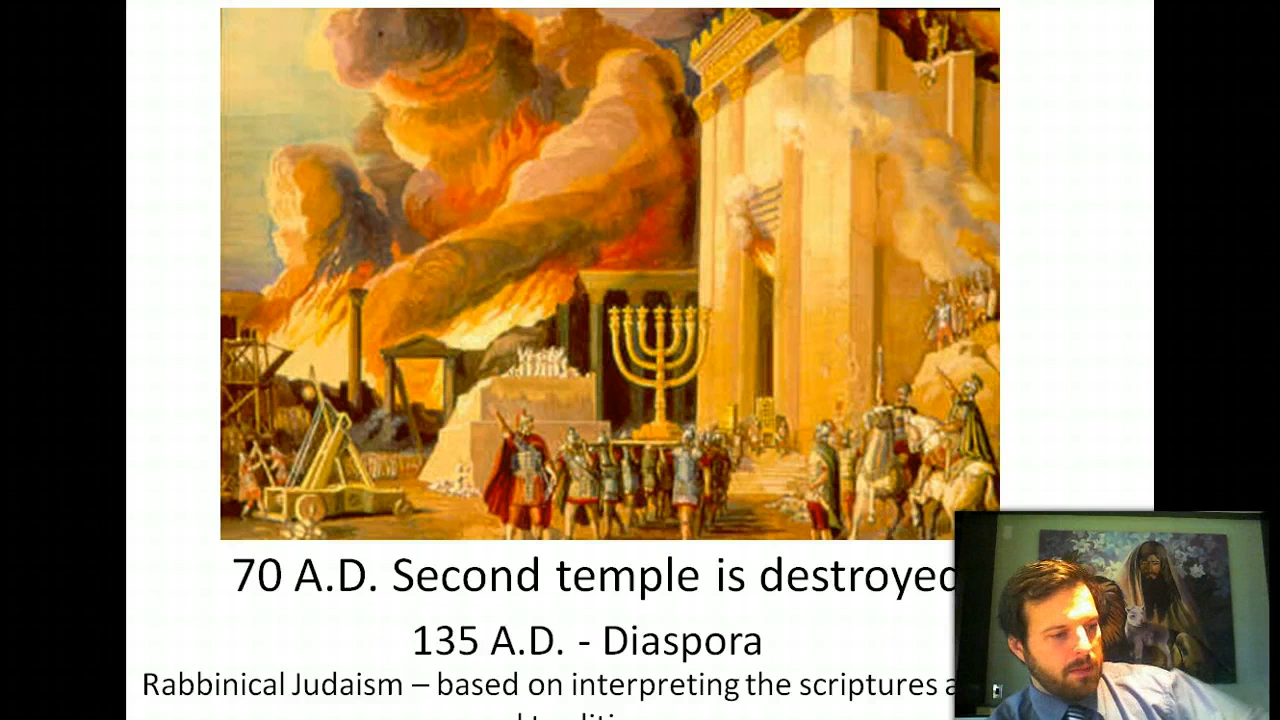 70 A.D. Second temple is destroyed
135 A.D. - Diaspora
Rabbinical Judaism – based on interpreting the scriptures